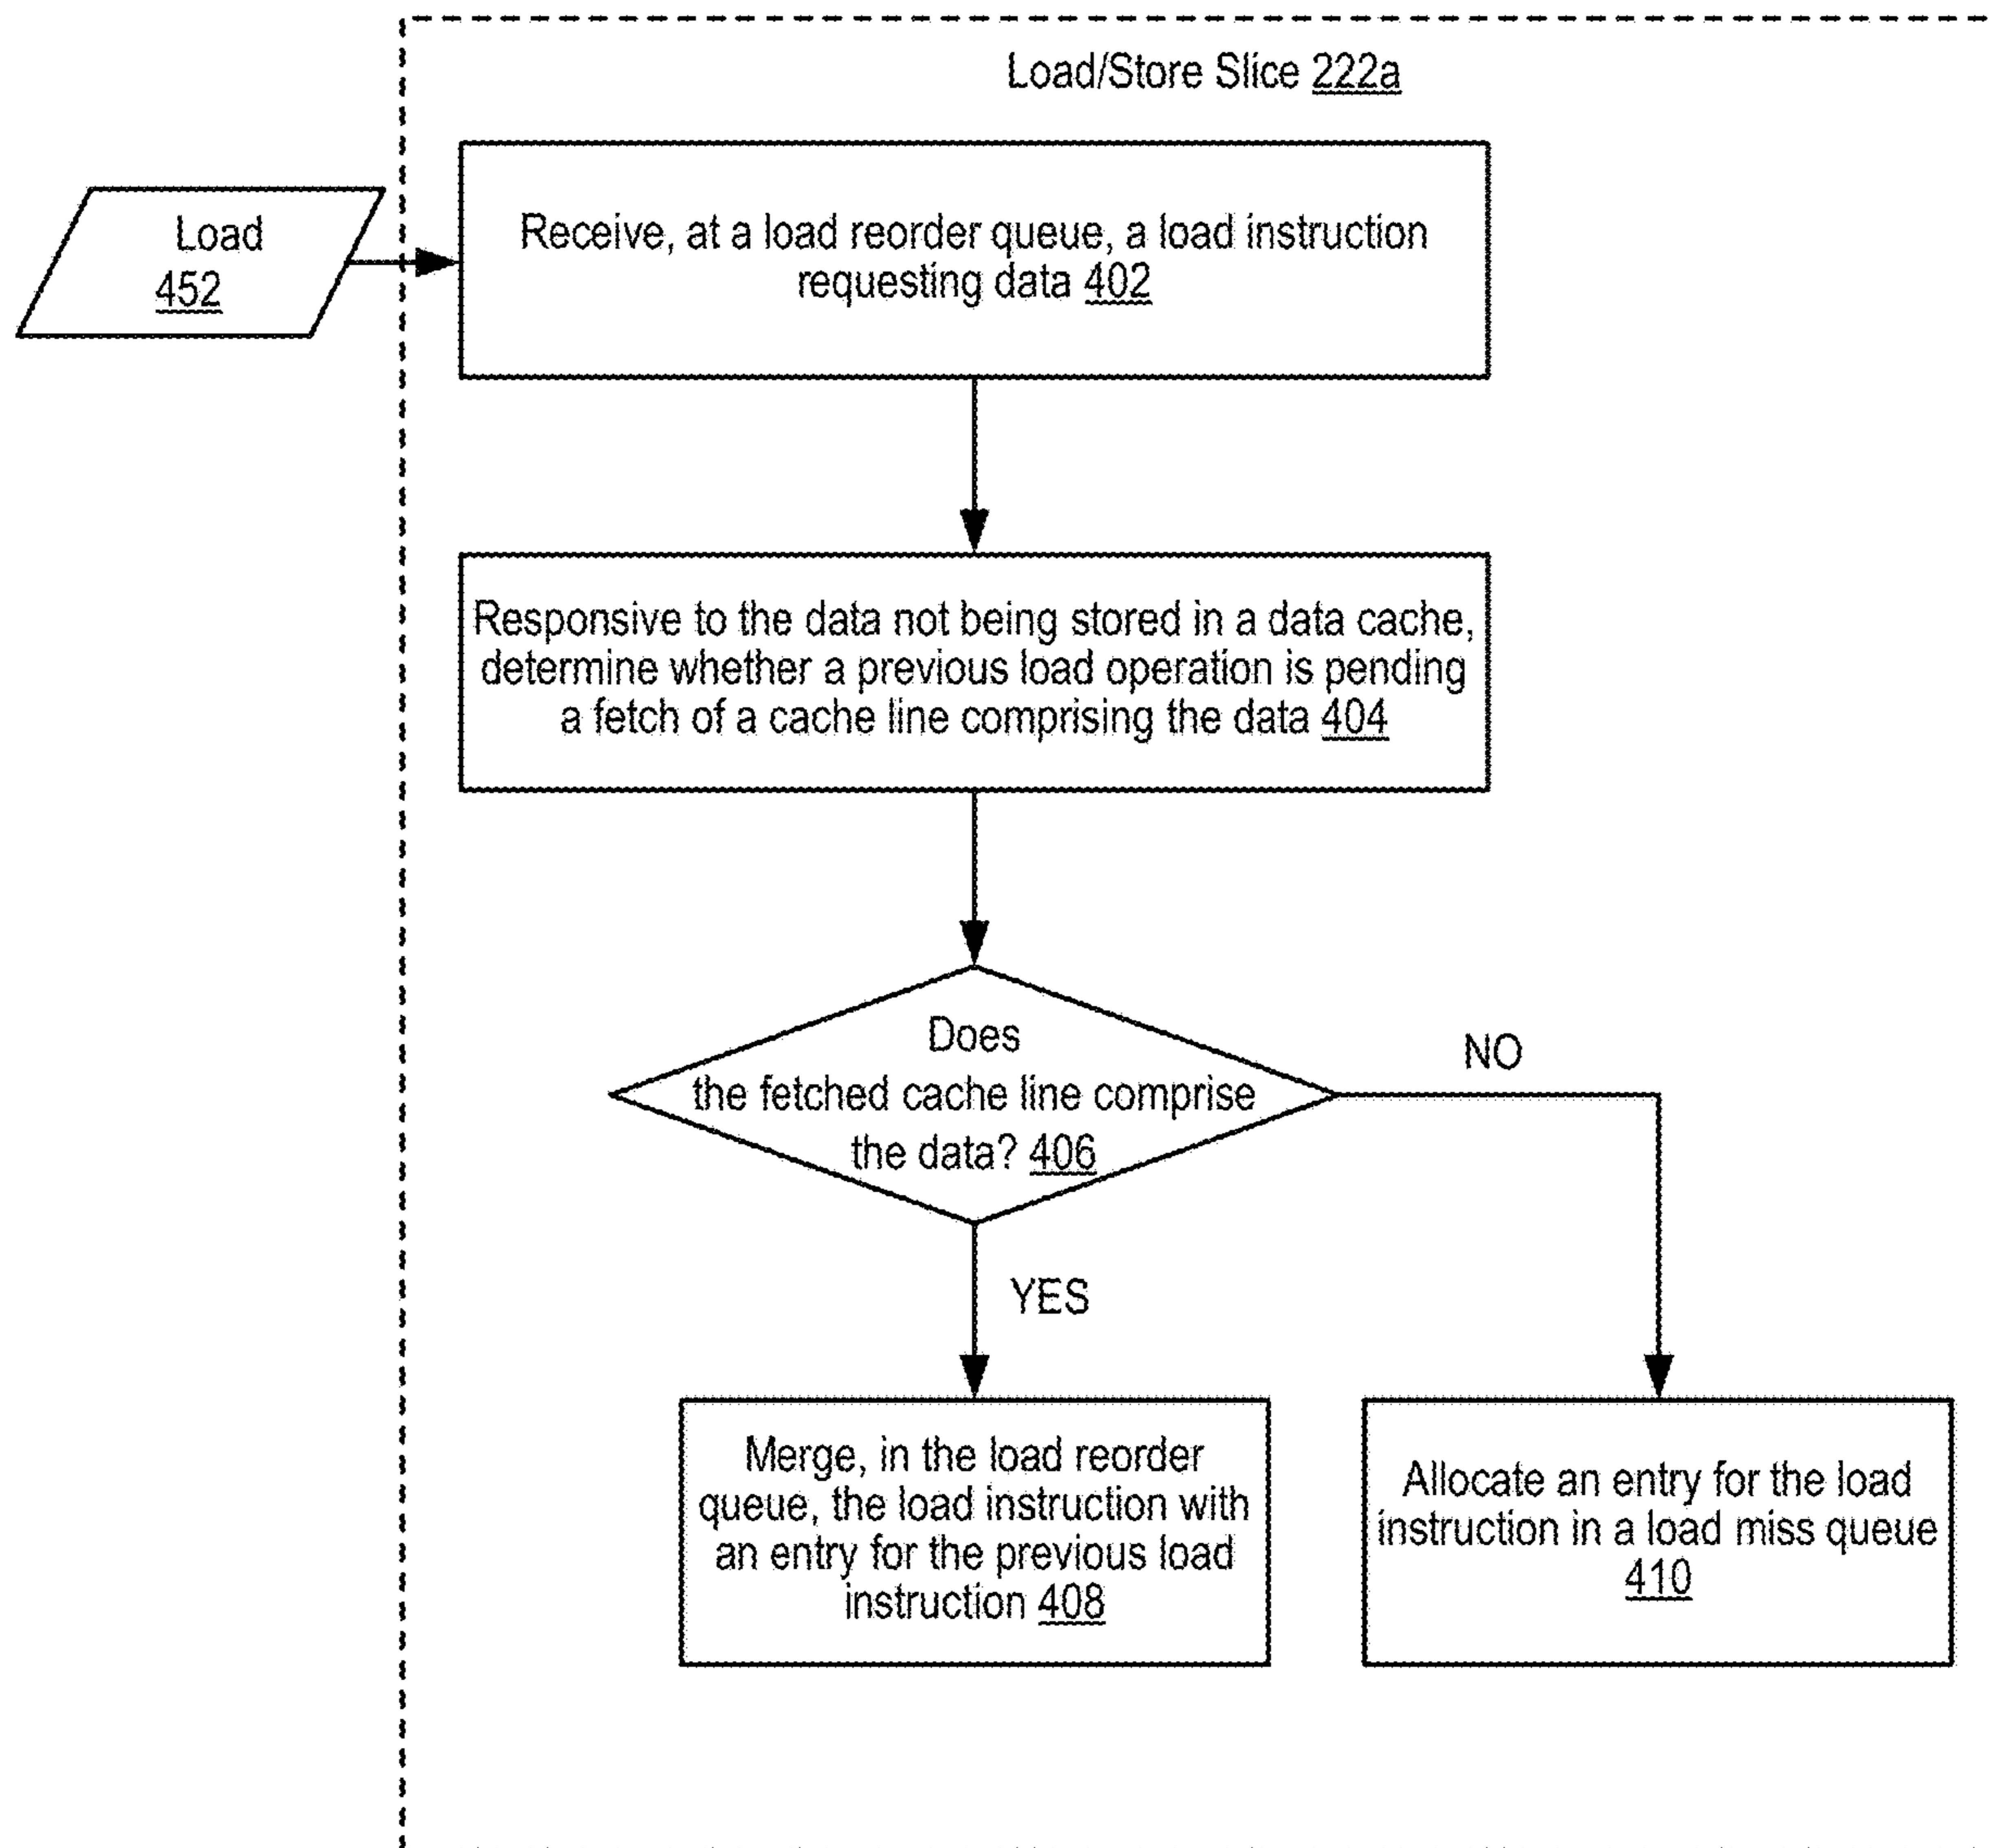 Load/Store Slice 222a
Load
452
Receive, at a load reorder queue, a load instruction
requesting data 402
Responsive to the data not being stored in a data cache,
determine whether a previous load operation is pending
a fetch of a cache line comprising the data 404
Does
the fetched cache line comprise
the data? 406
NO
YES
Merge, in the load reorder
queue, the load instruction with
an entry for the previous load
instruction 408
Allocate an entry for the load
instruction in a load miss queue
410